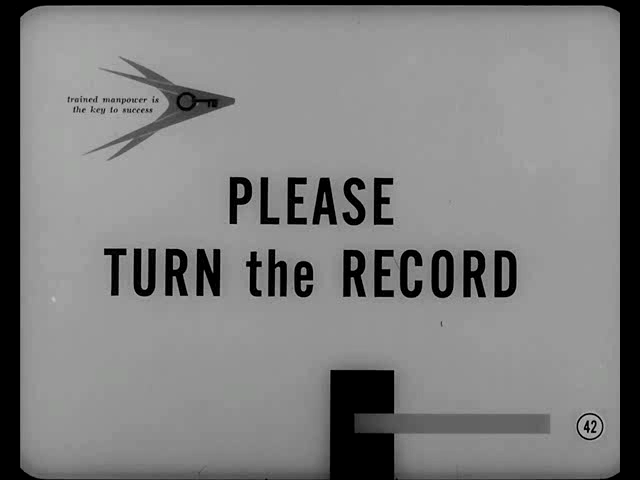 trained manpower is
the key to success
PLEASE
TURN the RECORD
42